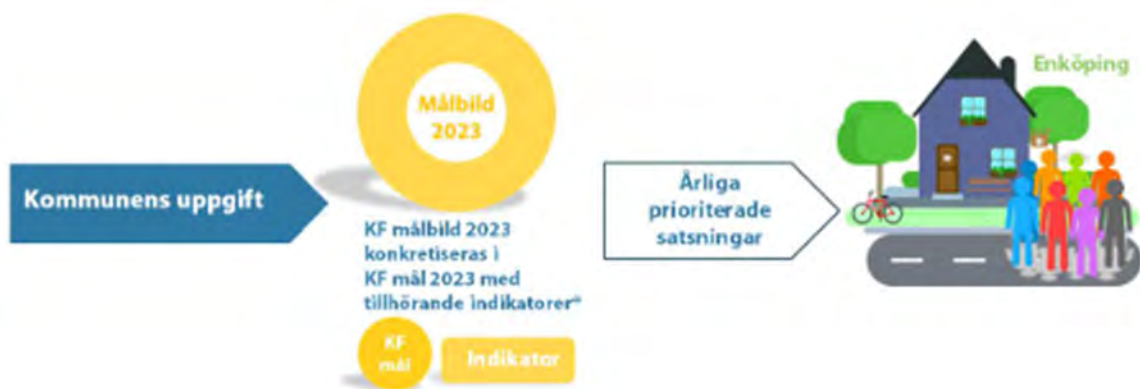 Kommunens uppgift
Målbild
2023
KF målbild 2023
konkretiseras i
KF mål 2023 med
tillhörande indikatorer*
KF
mål
Indikator
Årliga
prioriterade
satsningar
Enköping